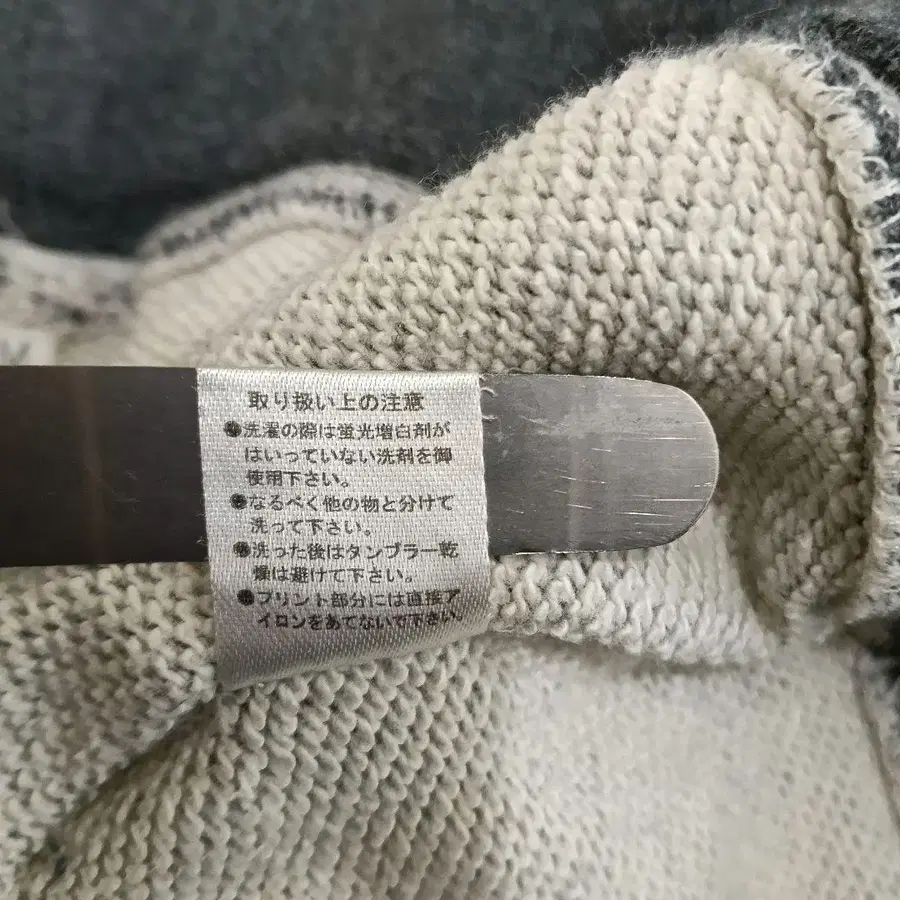 取り扱い上の注意
●洗濯の際は蛍光増白剤が
はいっていない洗剤を御
使用下さい。
●なるべく他の物と分けて
洗って下さい。
●洗った後はタンブラー乾
燥は避けて下さい。
●プリント部分には直接ア
イロンをあてないで下さい。